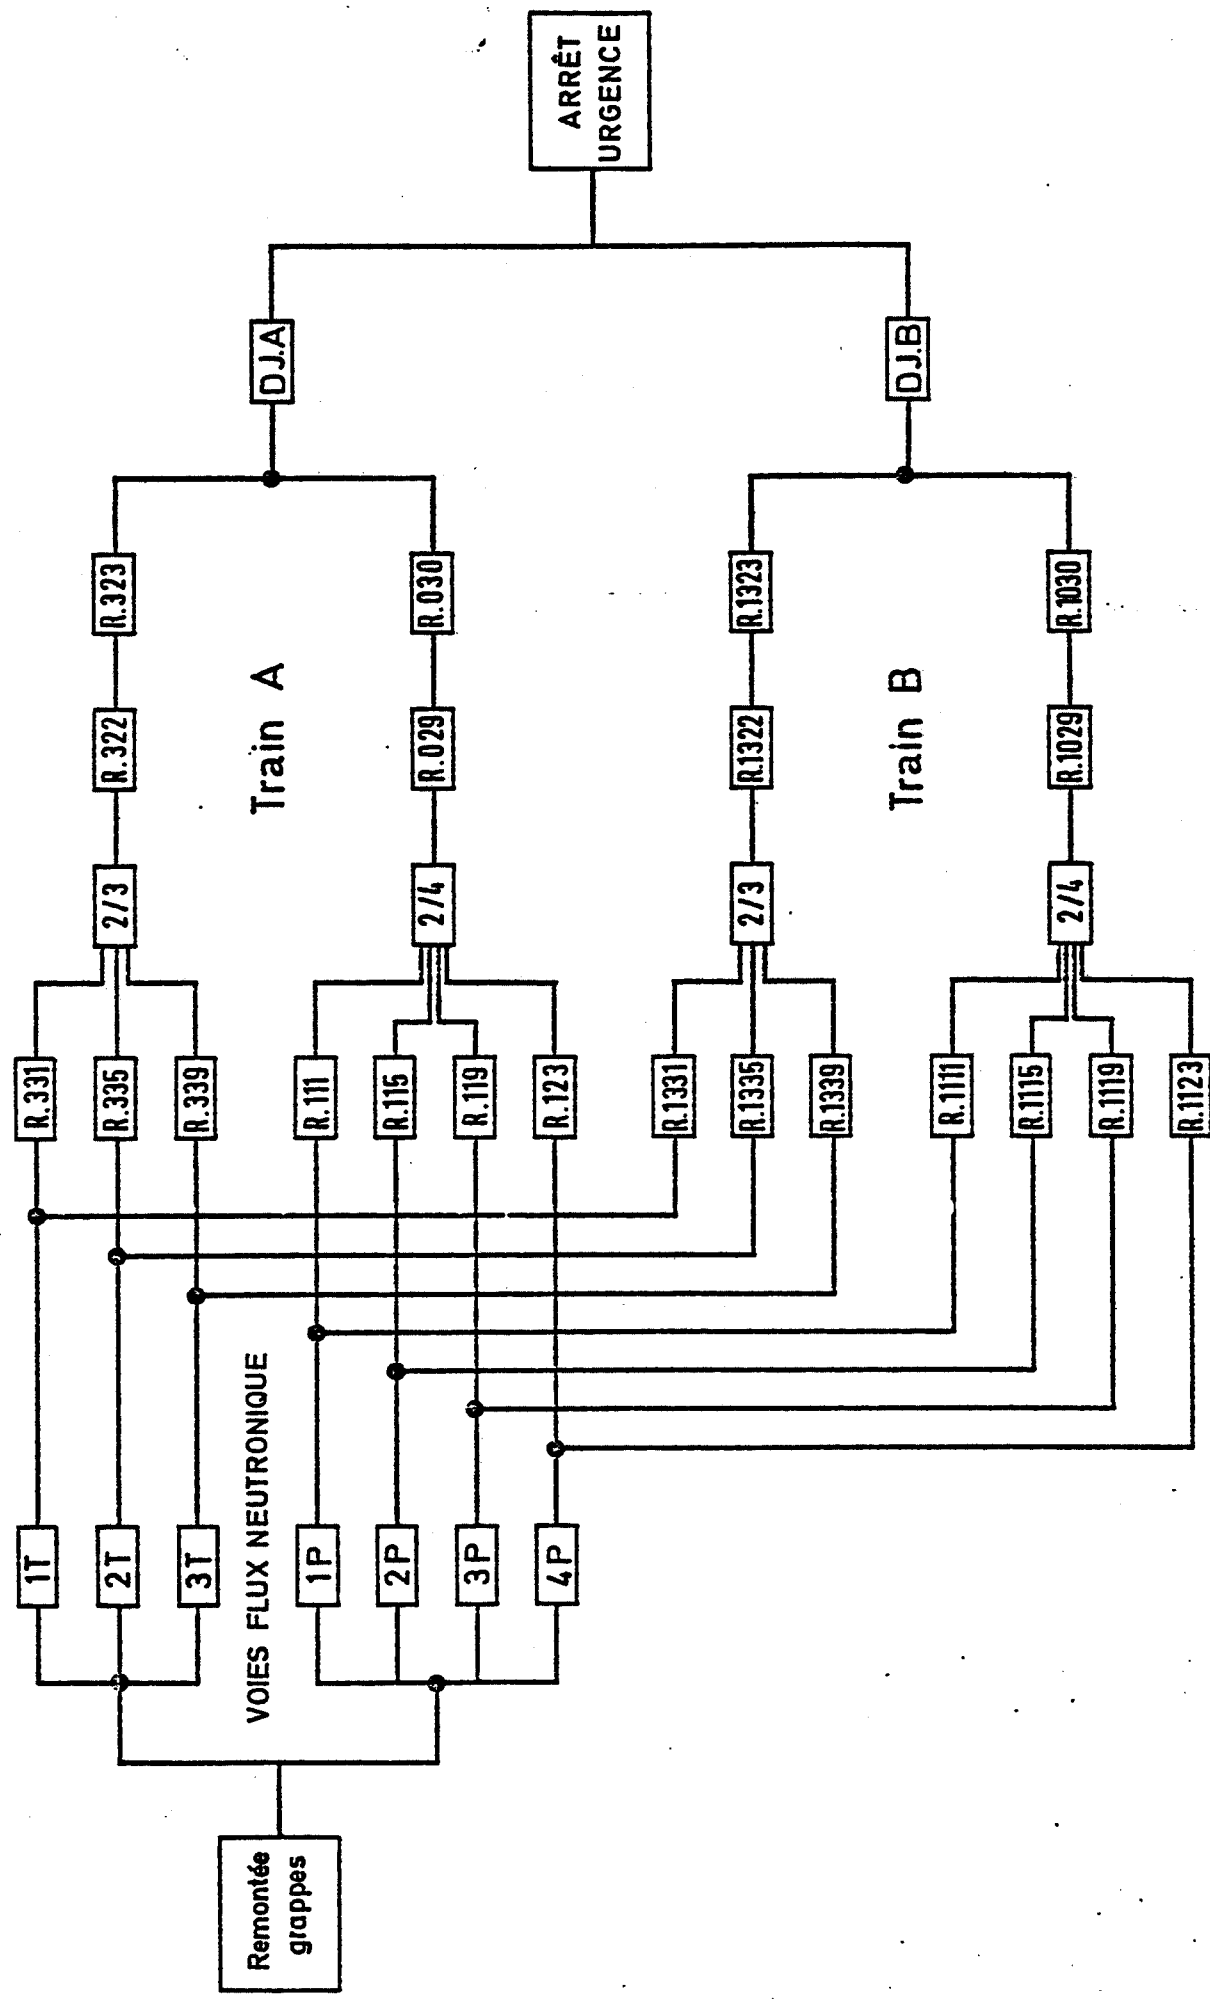 Remontée
grappes
VOIES FLUX NEUTRONIQUE
1T
2T
3T
1P
2P
3P
4P
R.331
R.335
R.339
R.111
R.115
R.119
R.123
R.1331
R.1335
R.1339
R.1111
R.1115
R.1119
R.1123
2/3
2/4
2/3
2/4
R.322
R.029
R.1322
R.1029
Train A
Train B
R.323
R.030
R.1323
R.1030
DJ.A
DJ.B
ARRÊT
URGENCE